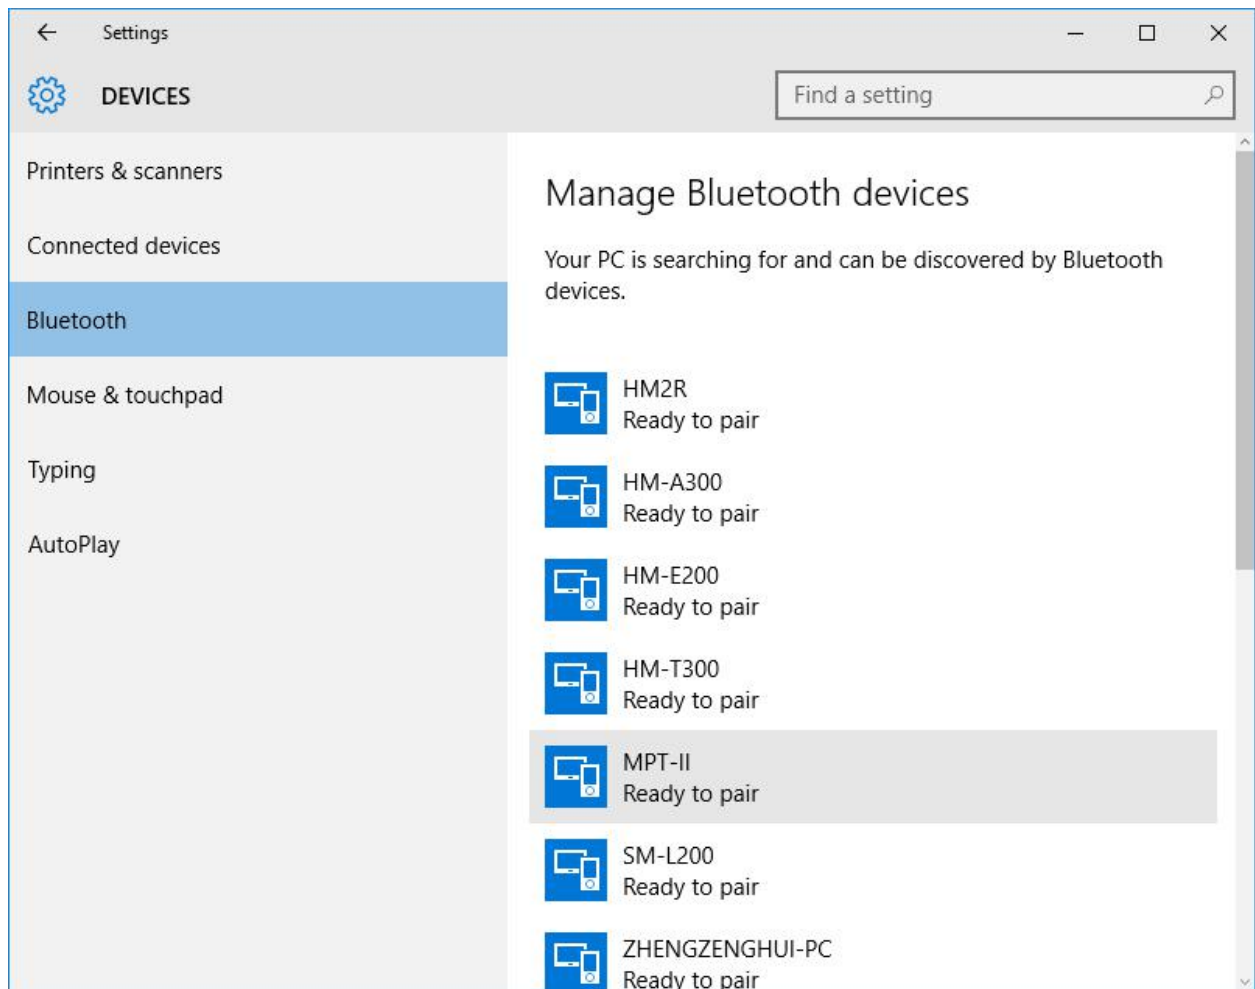 Settings
DEVICES
Find a setting
Printers & scanners
Connected devices
Bluetooth
Mouse & touchpad
Typing
AutoPlay
Manage Bluetooth devices
Your PC is searching for and can be discovered by Bluetooth
devices.
HM2R
Ready to pair
HM-A300
Ready to pair
HM-E200
Ready to pair
HM-T300
Ready to pair
MPT-II
Ready to pair
SM-L200
Ready to pair
ZHENGZENGHUI-PC
Ready to pair